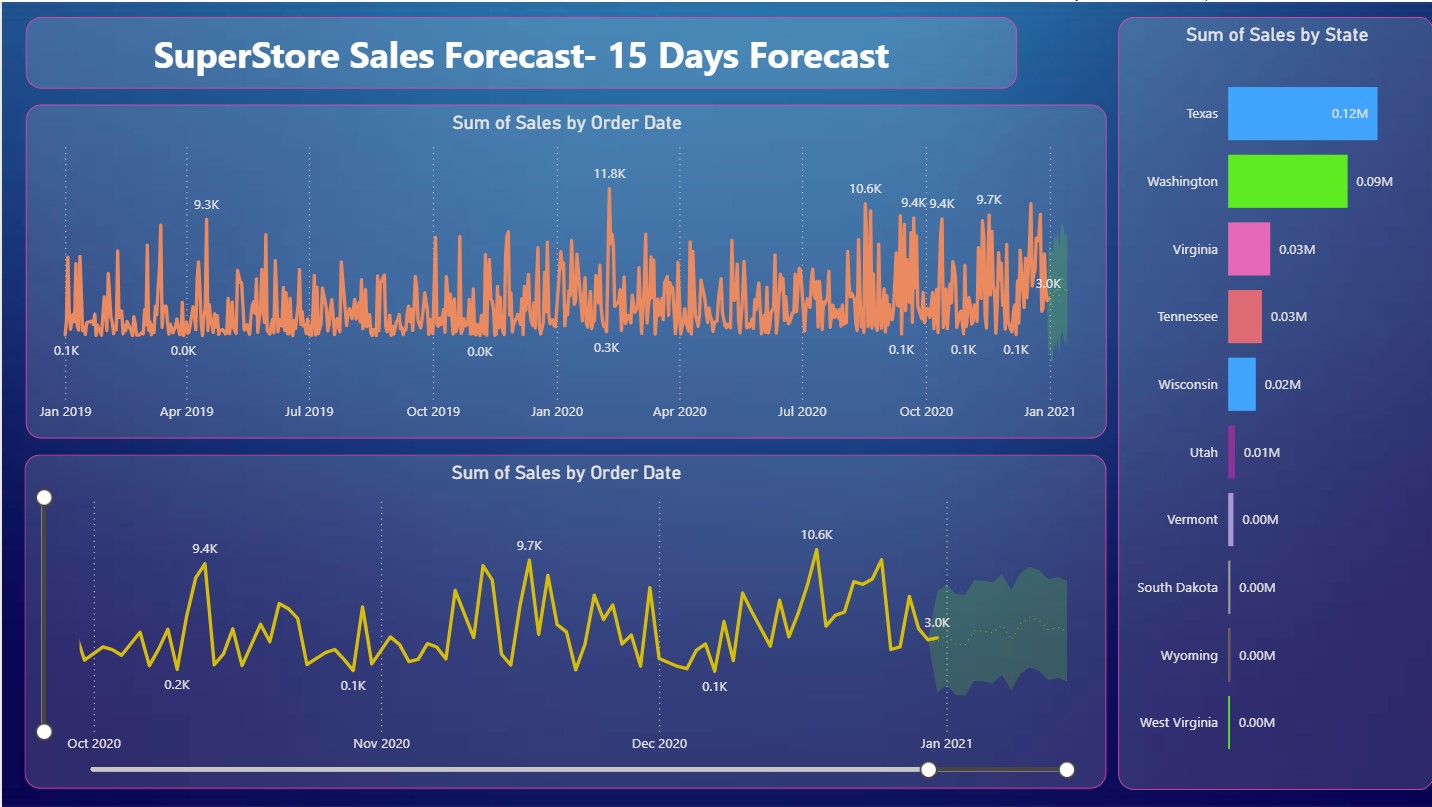 SuperStore Sales Forecast- 15 Days Forecast
Sum of Sales by Order Date
11.8K
10.6K
9.3K
9.4K 9.4K
9.7K
3.0K
0.1K
0.0K
0.0K
0.3K
0.1K
0.1K
0.1K
Jan 2019
Apr 2019
Jul 2019
Oct 2019
Jan 2020
Apr 2020
Jul 2020
Oct 2020
Jan 2021
Sum of Sales by Order Date
9.4K
9.7K
10.6K
3.0K
0.2K
0.1K
0.1K
Oct 2020
Nov 2020
Dec 2020
Jan 2021
Sum of Sales by State
Texas 0.12M
Washington 0.09M
Virginia 0.03M
Tennessee 0.03M
Wisconsin 0.02M
Utah 0.01M
Vermont 0.00M
South Dakota 0.00M
Wyoming 0.00M
West Virginia 0.00M